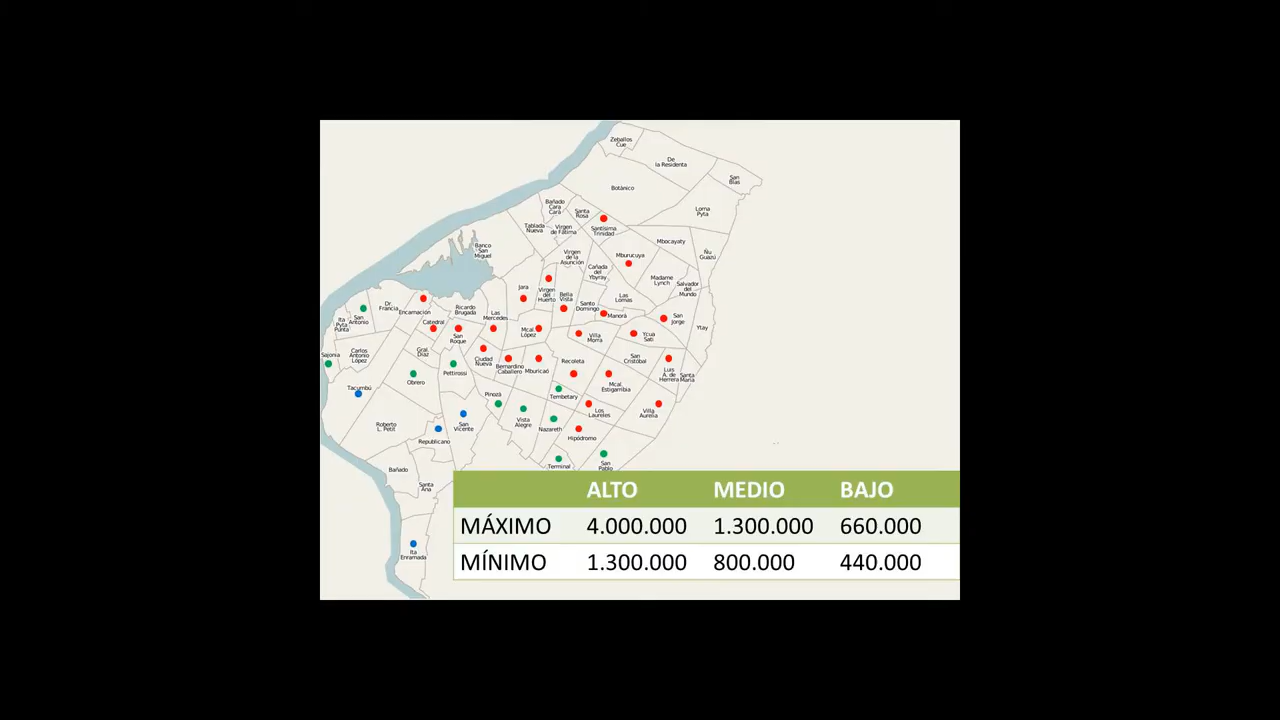 Zeballos
Cue
De
la Residenta
San
Blas
Botánico
Loma
Pyta
Bañado
Cara
Cará
Santa
Rosa
Tablada
Nueva
Virgen
de Fátima
Santísima
Trinidad
Mbocayaty
Ñu
Guazú
Banco
San
Miguel
Virgen
de la
Asunción
Mburucuya
Cañada
del
Ybyray
Madame
Lynch
Salvador
del
Mundo
Jara
Virgen
del
Huerto
Bella
Vista
Las
Lomas
Santo
Domingo
Manorá
Dr.
Francia
Encarnación
Ricardo
Brugada
Las
Mercedes
San
Antonio
Ita
Pyta
Punta
Catedral
San
Roque
Mcal.
López
Villa
Morra
Ycua
Sati
San
Jorge
Ytay
Sajonia
Carlos
Antonio
López
Gral.
Díaz
Ciudad
Nueva
Bernardino
Caballero
Mburicaó
Recoleta
San
Cristóbal
Luis
A. de
Herrera
Santa
María
Pettirossi
Obrero
Tacumbú
Pinozá
Tembetary
Mcal.
Estigarribia
Los
Laureles
Villa
Aurelia
Roberto
L. Petit
San
Vicente
Vista
Alegre
Nazareth
Hipódromo
Republicano
Terminal
San
Pablo
Bañado
Santa
Ana
Ita
Enramada
ALTO MEDIO BAJO
MÁXIMO 4.000.000 1.300.000 660.000
MÍNIMO 1.300.000 800.000 440.000